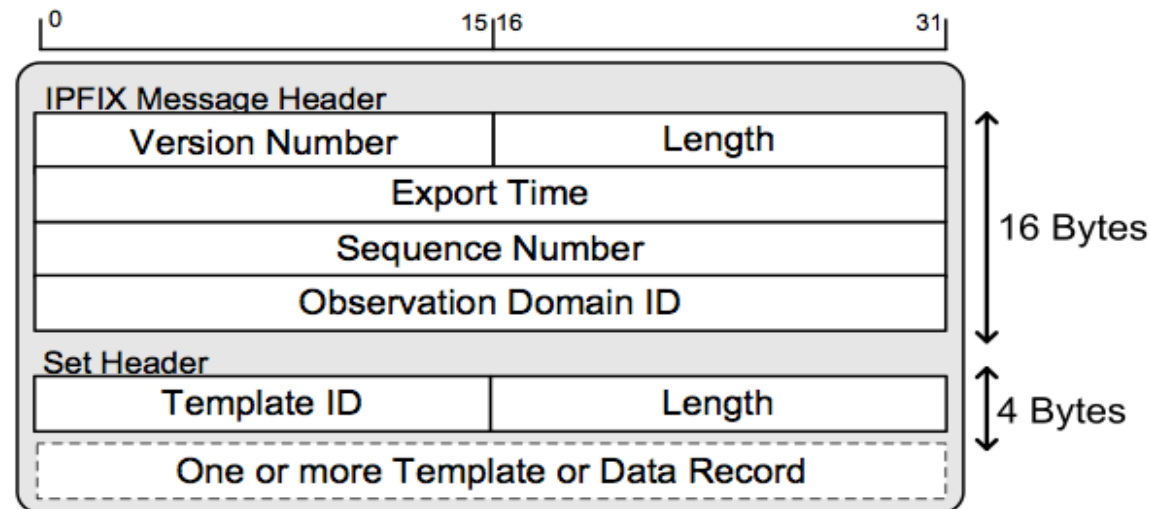 0 15 16 31
IPFIX Message Header
Version Number Length
Export Time
Sequence Number
Observation Domain ID
16 Bytes
Set Header
Template ID Length
4 Bytes
One or more Template or Data Record